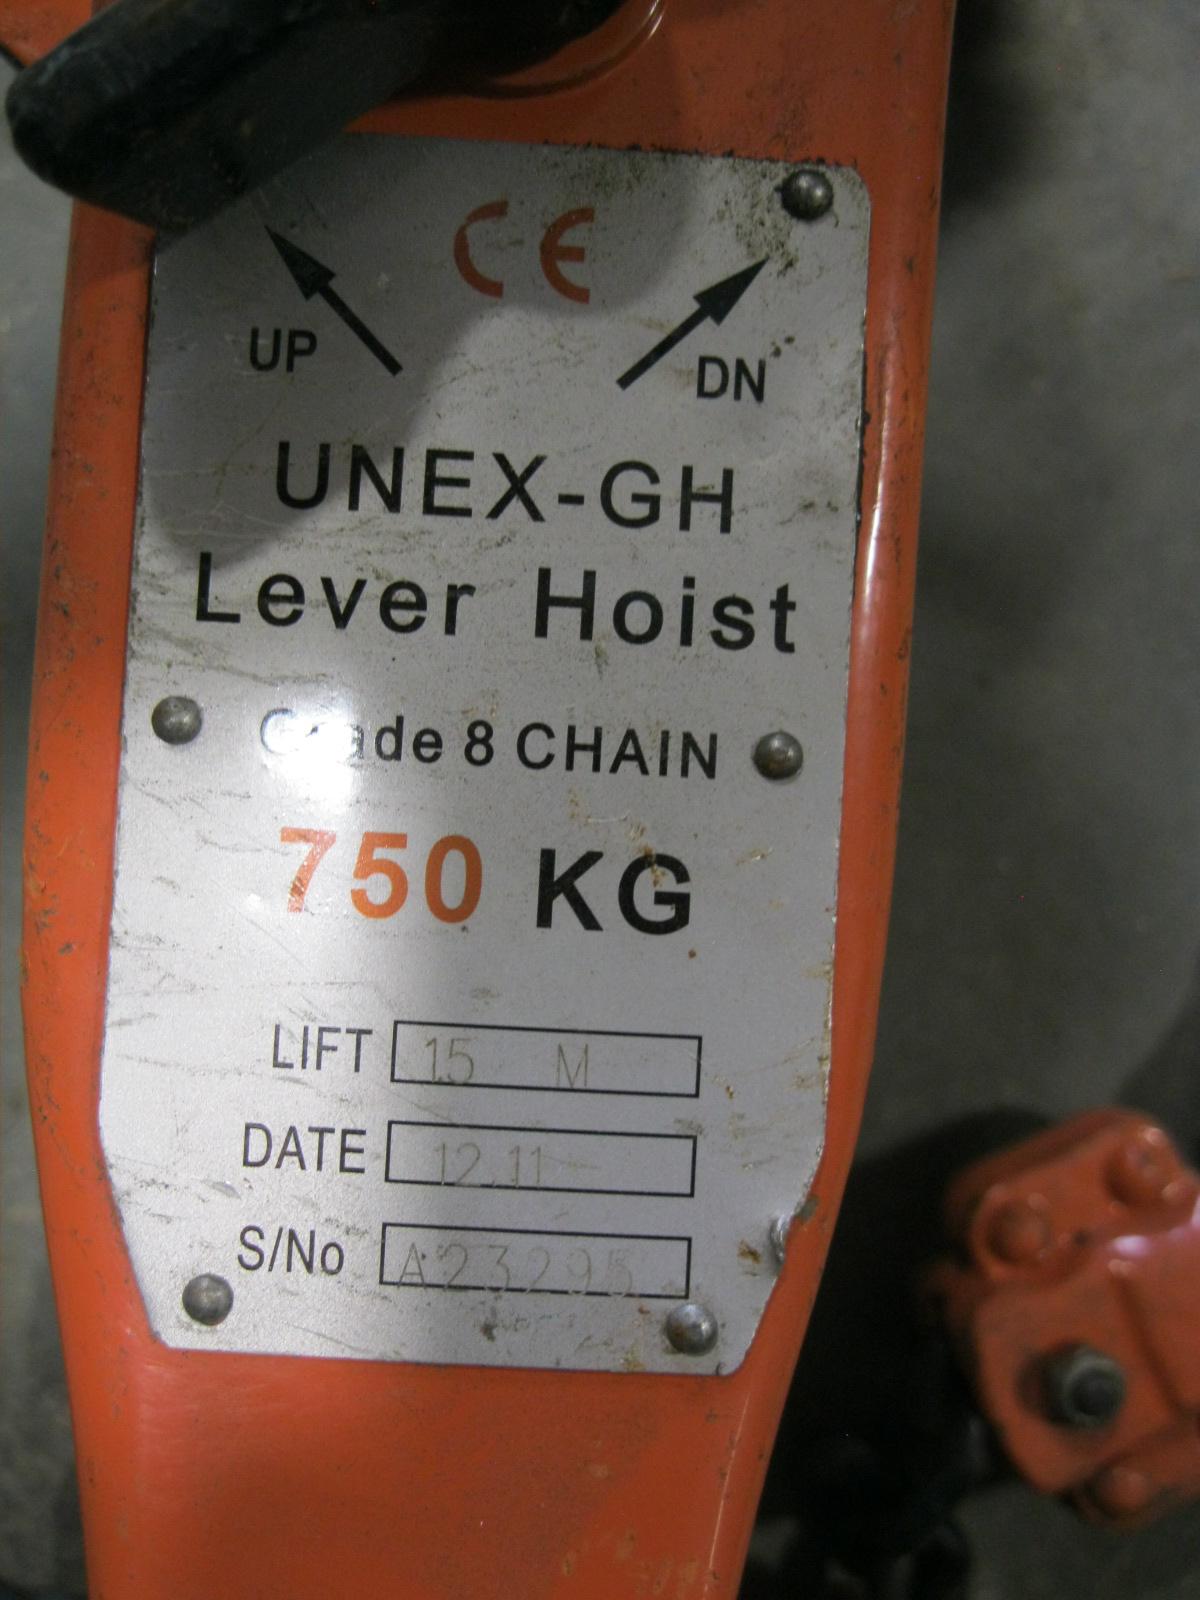 CE
UP DN
UNEX-GH
Lever Hoist
Grade 8 CHAIN
750 KG
LIFT 1.5 M
DATE 12.11
S/No A23295